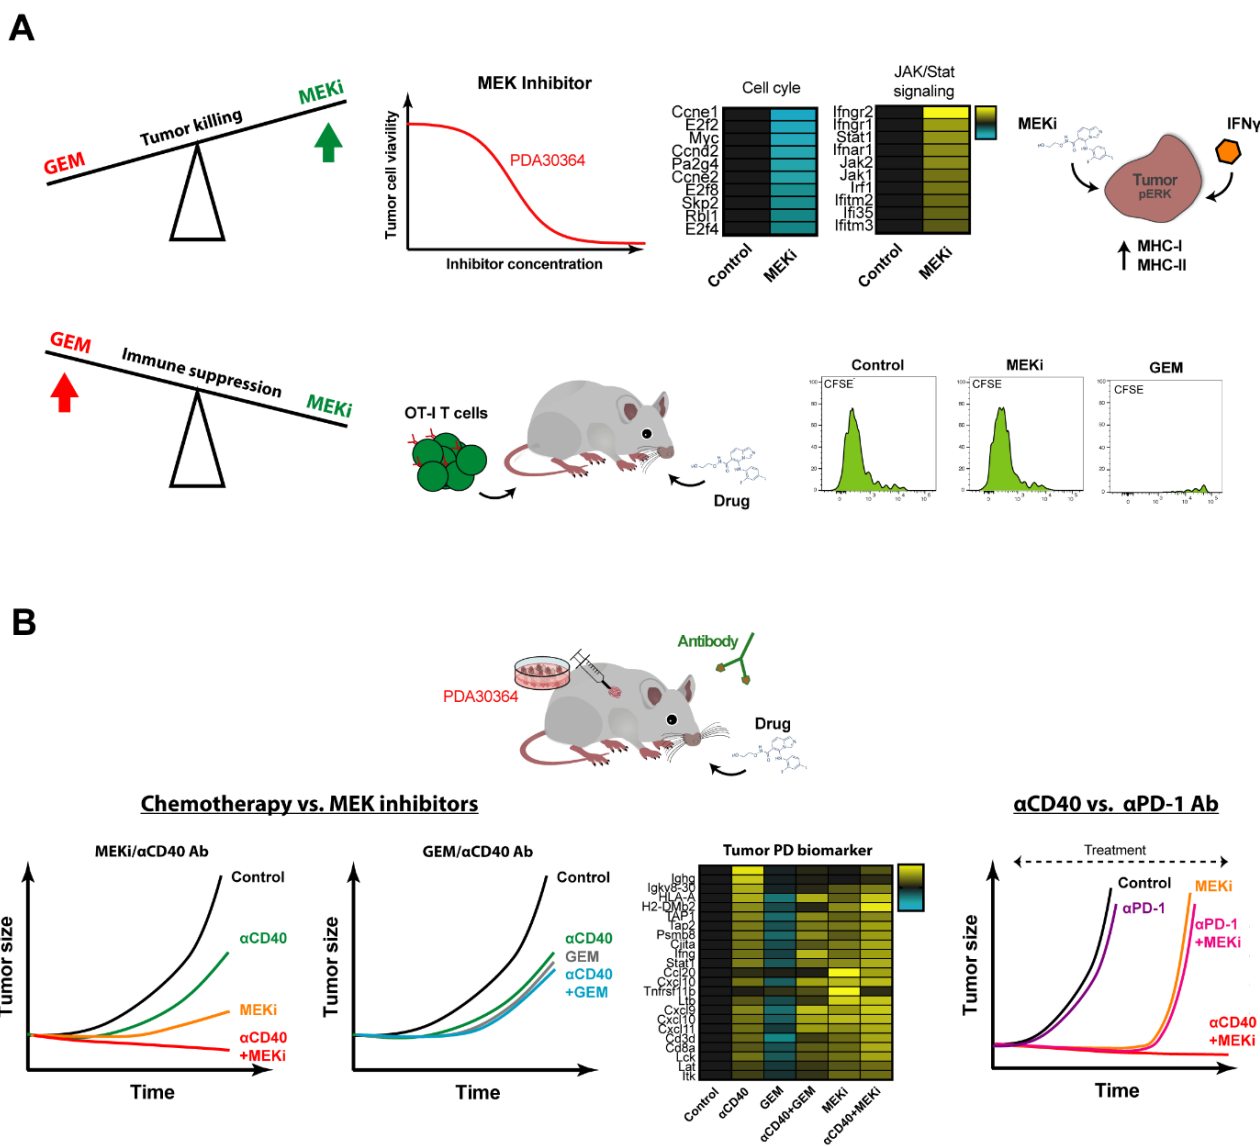 A
GEM
Tumor killing
MEKi
MEK Inhibitor
Tumor cell viavility
PDA30364
Inhibitor concentration
Cell cyle
Ccne1
E2f2
Myc
Ccnd2
Pa2g4
Ccne2
E2f8
Skp2
Rbl1
E2f4
Control
MEKi
JAK/Stat
signaling
Ifngr2
Ifngr1
Stat1
Ifnar1
Jak2
Jak1
Irf1
Ifitm2
Ifi35
Ifitm3
Control
MEKi
MEKi
IFNγ
Tumor
pERK
MHC-I
MHC-II
GEM
Immune suppression
MEKi
OT-I T cells
Drug
Control
CFSE
MEKi
CFSE
GEM
CFSE
B
PDA30364
Antibody
Drug
Chemotherapy vs. MEK inhibitors
MEKi/αCD40 Ab
Tumor size
Control
αCD40
MEKi
αCD40
+MEKi
Time
GEM/αCD40 Ab
Tumor size
Control
αCD40
GEM
αCD40
+GEM
Time
Tumor PD biomarker
Ighg
Igkv8-30
HLA-A
H2-DMb2
TAP1
Tap2
Psmb8
Ciita
Ifng
Stat1
Ccl20
Cxcl10
Tnfrsf11b
Ltb
Cxcl9
Cxcl10
Cxcl11
Cd3d
Cd8a
Lck
Lat
Itk
Control
αCD40
GEM
αCD40+GEM
MEKi
αCD40+MEKi
αCD40 vs. αPD-1 Ab
Treatment
Tumor size
Control
αPD-1
MEKi
αPD-1
+MEKi
αCD40
+MEKi
Time